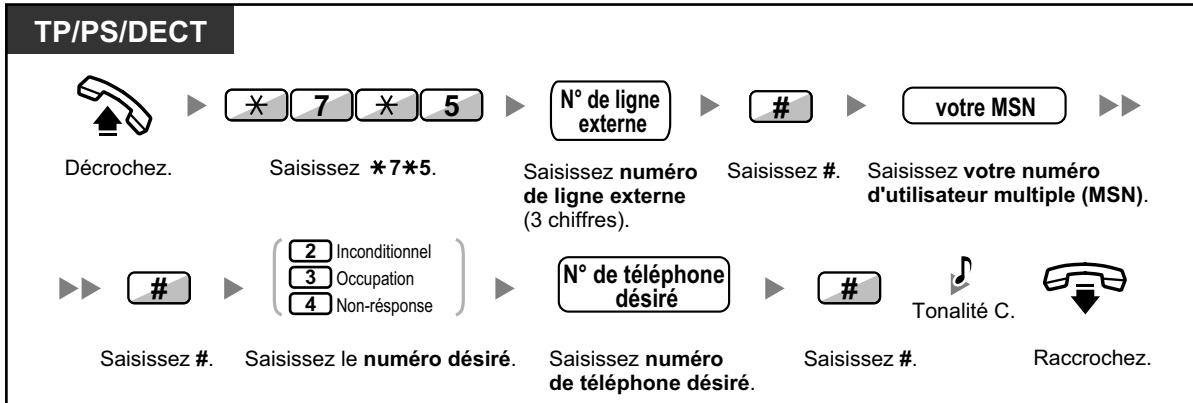 TP/PS/DECT
✳ 7 ✳ 5
N° de ligne
externe
#
votre MSN
Décrochez.
Saisissez ✳7✳5.
Saisissez numéro
de ligne externe
(3 chiffres).
Saisissez #.
Saisissez votre numéro
d'utilisateur multiple (MSN).
#
2 Inconditionnel
3 Occupation
4 Non-résponse
N° de téléphone
désiré
#
Tonalité C.
Saisissez #.
Saisissez le numéro désiré.
Saisissez numéro
de téléphone désiré.
Saisissez #.
Raccrochez.